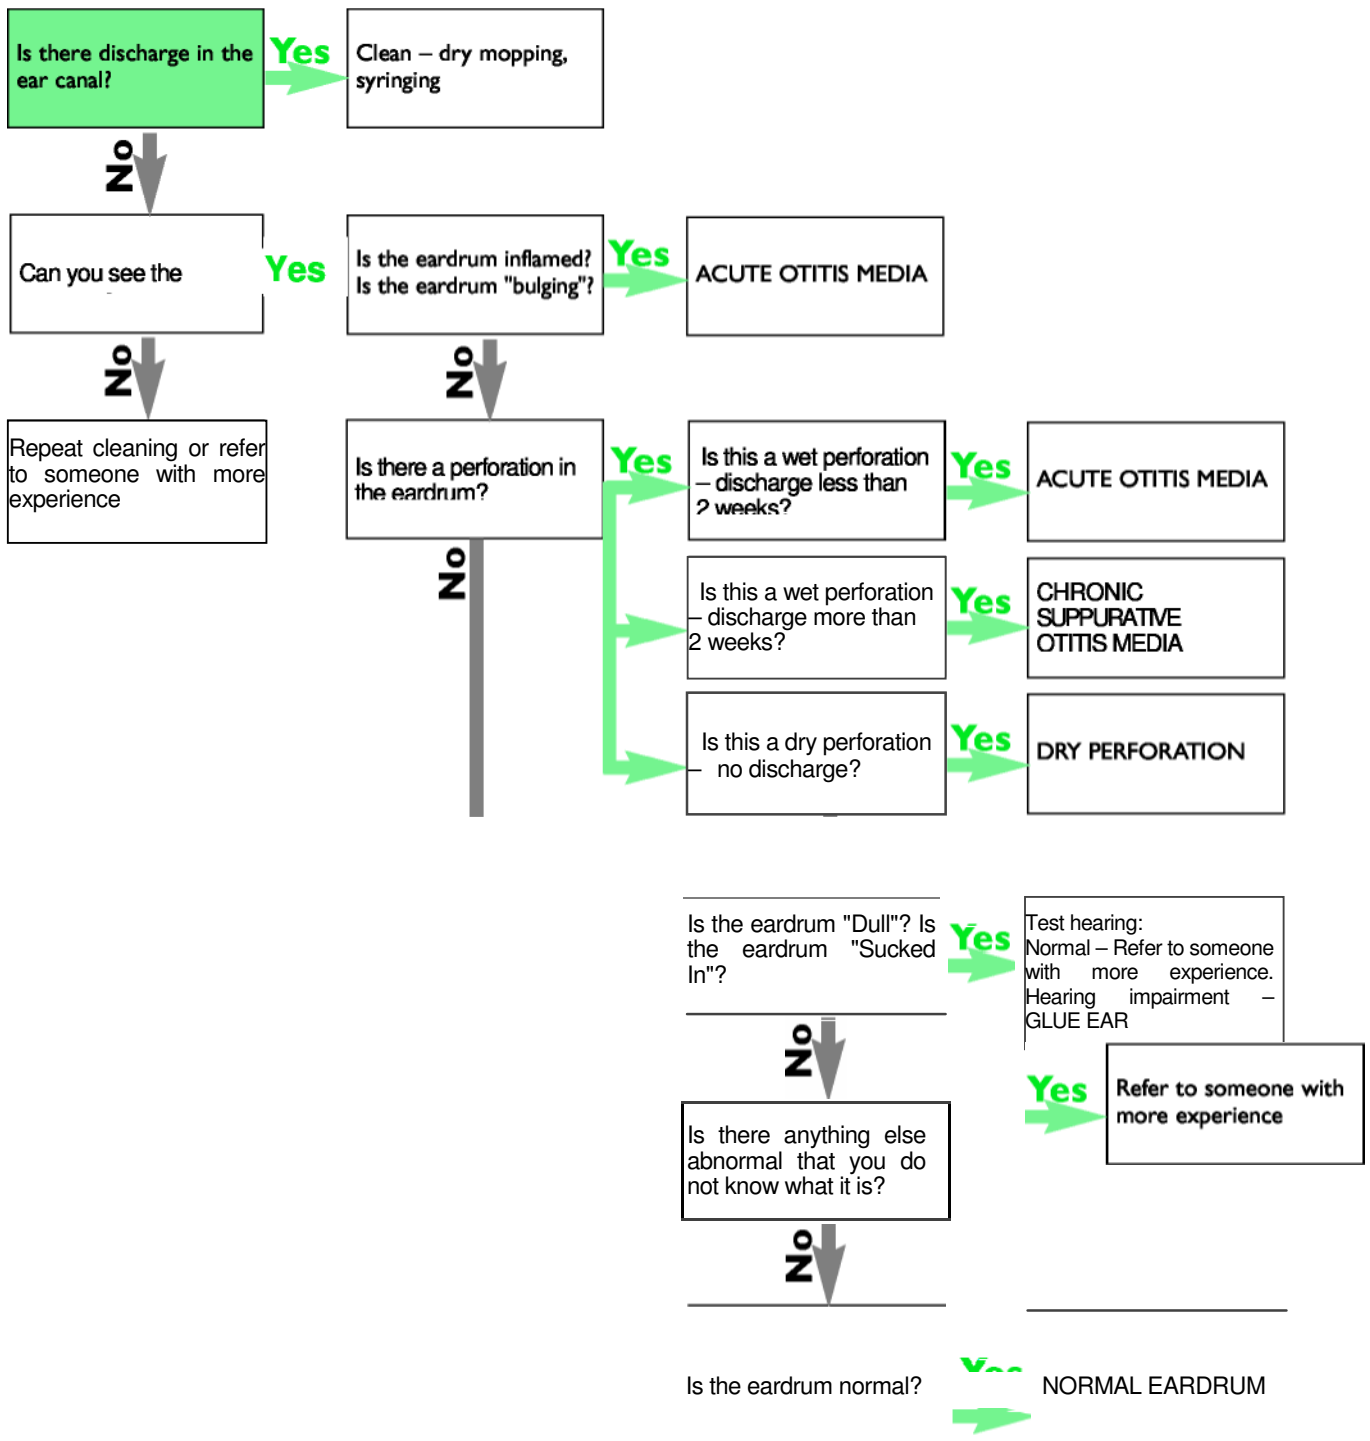 Is there discharge in the
ear canal?
Yes
Clean – dry mopping,
syringing
No
Can you see the
Yes
Is the eardrum inflamed?
Is the eardrum "bulging"?
Yes
ACUTE OTITIS MEDIA
No
No
Repeat cleaning or refer
to someone with more
experience
Is there a perforation in
the eardrum?
Yes
Is this a wet perforation
– discharge less than
2 weeks?
Yes
ACUTE OTITIS MEDIA
No
Is this a wet perforation
– discharge more than
2 weeks?
Yes
CHRONIC
SUPPURATIVE
OTITIS MEDIA
Is this a dry perforation
– no discharge?
Yes
DRY PERFORATION
Is the eardrum "Dull"? Is
the eardrum "Sucked
In"?
Yes
Test hearing:
Normal – Refer to someone
with more experience.
Hearing impairment –
GLUE EAR
No
Yes
Refer to someone with
more experience
Is there anything else
abnormal that you do
not know what it is?
No
Is the eardrum normal?
Yes
NORMAL EARDRUM